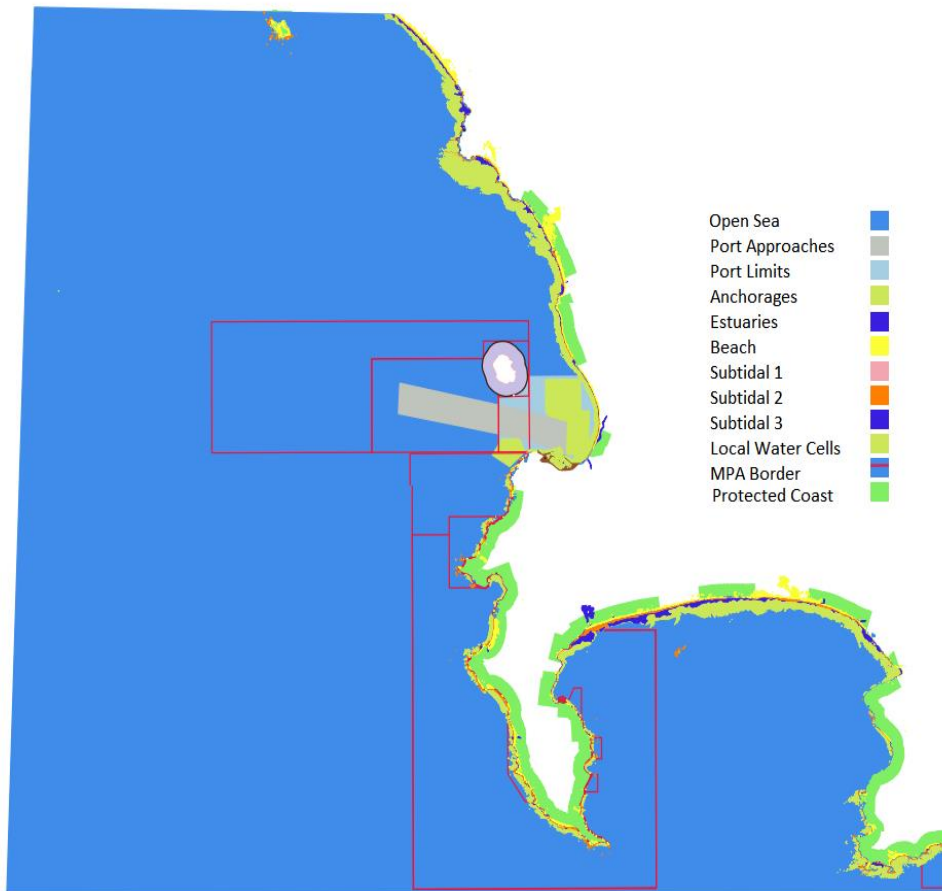 Open Sea
Port Approaches
Port Limits
Anchorages
Estuaries
Beach
Subtidal 1
Subtidal 2
Subtidal 3
Local Water Cells
MPA Border
Protected Coast